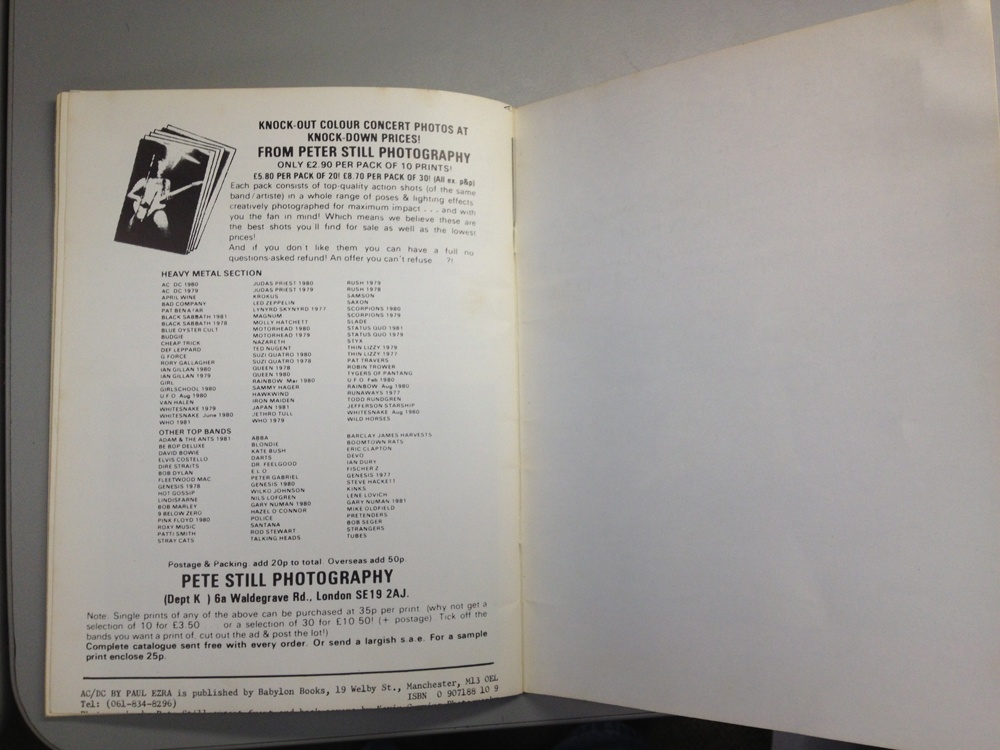 KNOCK-OUT COLOUR CONCERT PHOTOS AT
KNOCK-DOWN PRICES!
FROM PETER STILL PHOTOGRAPHY
ONLY £2.90 PER PACK OF 10 PRINTS!
£5.80 PER PACK OF 20! £8.70 PER PACK OF 30! (All ex. p&p)
Each pack consists of top-quality action shots (of the same
band/artiste) in a whole range of poses & lighting effects
creatively photographed for maximum impact . . . and with
you the fan in mind! Which means we believe these are
the best shots you ll find for sale as well as the lowest
prices!
And if you don t like them you can have a full no
questions-asked refund! An offer you can't refuse ?!
HEAVY METAL SECTION
AC DC 1980
AC DC 1979
APRIL WINE
BAD COMPANY
PAT BENATAR
BLACK SABBATH 1981
BLACK SABBATH 1978
BLUE OYSTER CULT
BUDGIE
CHEAP TRICK
DEF LEPPARD
G FORCE
RORY GALLAGHER
IAN GILLAN 1980
IAN GILLAN 1978
GIRL
GIRLSCHOOL 1980
U F O Aug 1980
VAN HALEN
WHITESNAKE 1979
WHITESNAKE June 1980
WHO 1981
JUDAS PRIEST 1980
JUDAS PRIEST 1979
KROKUS
LED ZEPPELIN
LYNYRD SKYNYRD 1977
MAGNUM
MOLLY HATCHETT
MOTORHEAD 1980
MOTORHEAD 1979
NAZARETH
TED NUGENT
SUZI QUATRO 1980
SUZI QUATRO 1978
QUEEN 1978
QUEEN 1980
RAINBOW Mar 1980
SAMMY HAGER
HAWKWIND
IRON MAIDEN
JAPAN 1981
JETHRO TULL
WHO 1979
RUSH 1979
RUSH 1978
SAMSON
SAXON
SCORPIONS 1980
SCORPIONS 1979
SLADE
STATUS QUO 1981
STATUS QUO 1979
STYX
THIN LIZZY 1979
THIN LIZZY 1977
PAT TRAVERS
ROBIN TROWER
TYGERS OF PANTANG
U F O Feb 1980
RAINBOW Aug 1980
RUNAWAYS 1977
TODD RUNDGREN
JEFFERSON STARSHIP
WHITESNAKE Aug 1980
WILD HORSES
OTHER TOP BANDS
ADAM & THE ANTS 1981
BE BOP DELUXE
DAVID BOWIE
ELVIS COSTELLO
DIRE STRAITS
BOB DYLAN
FLEETWOOD MAC
GENESIS 1978
HOT GOSSIP
LINDISFARNE
BOB MARLEY
9 BELOW ZERO
PINK FLOYD 1980
ROXY MUSIC
PATTI SMITH
STRAY CATS
ABBA
BLONDIE
KATE BUSH
DARTS
DR. FEELGOOD
E L O
PETER GABRIEL
GENESIS 1980
WILKO JOHNSON
NILS LOFGREN
GARY NUMAN 1980
HAZEL O'CONNOR
POLICE
SANTANA
ROD STEWART
TALKING HEADS
BARCLAY JAMES HARVESTS
BOOMTOWN RATS
ERIC CLAPTON
DEVO
IAN DURY
FISCHER Z
GENESIS 1977
STEVE HACKETT
KINKS
LENE LOVICH
GARY NUMAN 1981
MIKE OLDFIELD
PRETENDERS
BOB SEGER
STRANGERS
TUBES
Postage & Packing add 20p to total. Overseas add 50p.
PETE STILL PHOTOGRAPHY
(Dept K ) 6a Waldegrave Rd., London SE19 2AJ.
Note. Single prints of any of the above can be purchased at 35p per print. (why not get a
selection of 10 for £3 50 or a selection of 30 for £10 50! (+ postage) Tick off the
bands you want a print of, cut out the ad & post the lot!)
Complete catalogue sent free with every order. Or send a largish s.a.e. For a sample
print enclose 25p.
AC/DC BY PAUL EZRA is published by Babylon Books, 19 Welby St., Manchester, M13 0EL
Tel: (061-834-8296) ISBN 0 907188 10 9